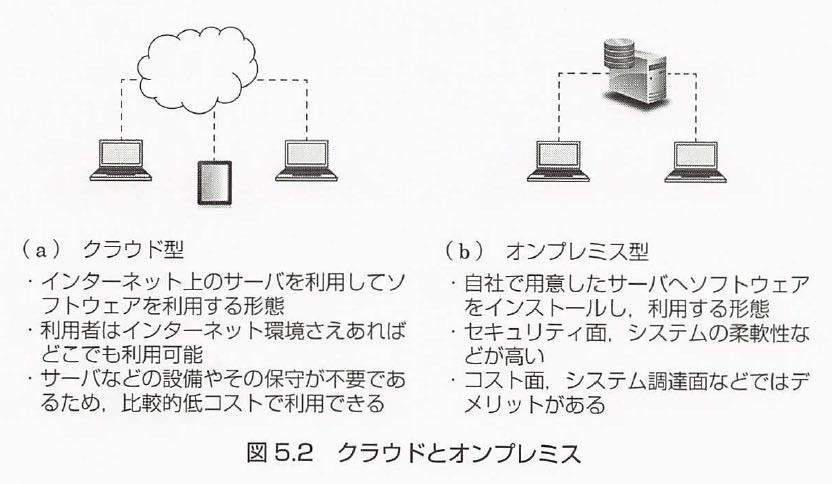 (a) クラウド型
・インターネット上のサーバを利用してソ
フトウェアを利用する形態
・利用者はインターネット環境さえあれば
どこでも利用可能
・サーバなどの設備やその保守が不要であ
るため，比較的低コストで利用できる
(b) オンプレミス型
・自社で用意したサーバへソフトウェア
をインストールし，利用する形態
・セキュリティ面，システムの柔軟性な
どが高い
・コスト面，システム調達面などではデ
メリットがある
図 5.2 クラウドとオンプレミス